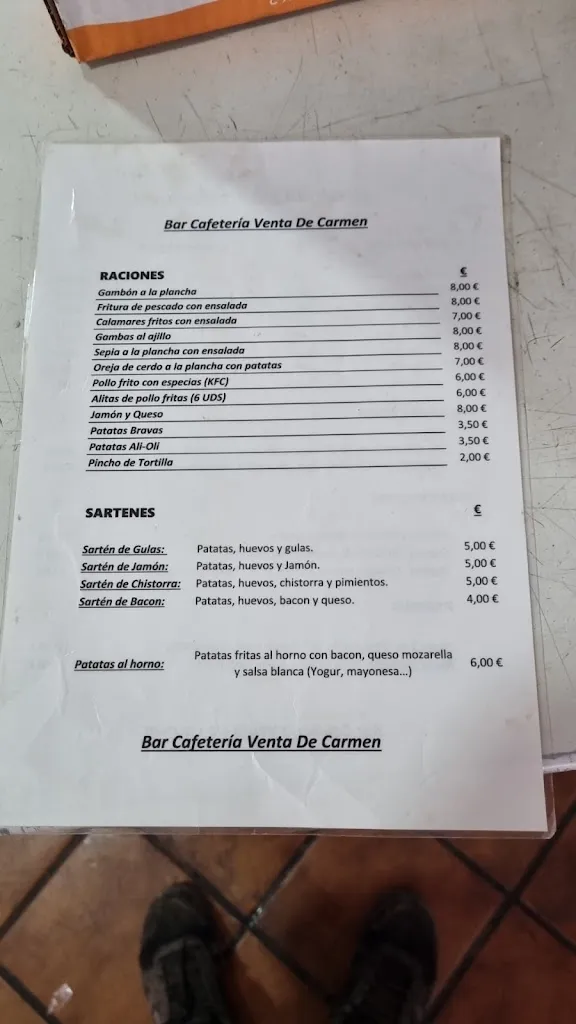 Bar Cafetería Venta De Carmen
RACIONES €
Gambón a la plancha 8,00 €
Fritura de pescado con ensalada 8,00 €
Calamares fritos con ensalada 7,00 €
Gambas al ajillo 8,00 €
Sepia a la plancha con ensalada 8,00 €
Oreja de cerdo a la plancha con patatas 7,00 €
Pollo frito con especias (KFC) 6,00 €
Alitas de pollo fritas (6 UDS) 6,00 €
Jamón y Queso 8,00 €
Patatas Bravas 3,50 €
Patatas Ali-Oli 3,50 €
Pincho de Tortilla 2,00 €
SARTENES €
Sartén de Gulas: Patatas, huevos y gulas. 5,00 €
Sartén de Jamón: Patatas, huevos y Jamón. 5,00 €
Sartén de Chistorra: Patatas, huevos, chistorra y pimientos. 5,00 €
Sartén de Bacon: Patatas, huevos, bacon y queso. 4,00 €
Patatas al horno: Patatas fritas al horno con bacon, queso mozarella 6,00 €
y salsa blanca (Yogur, mayonesa...)
Bar Cafetería Venta De Carmen